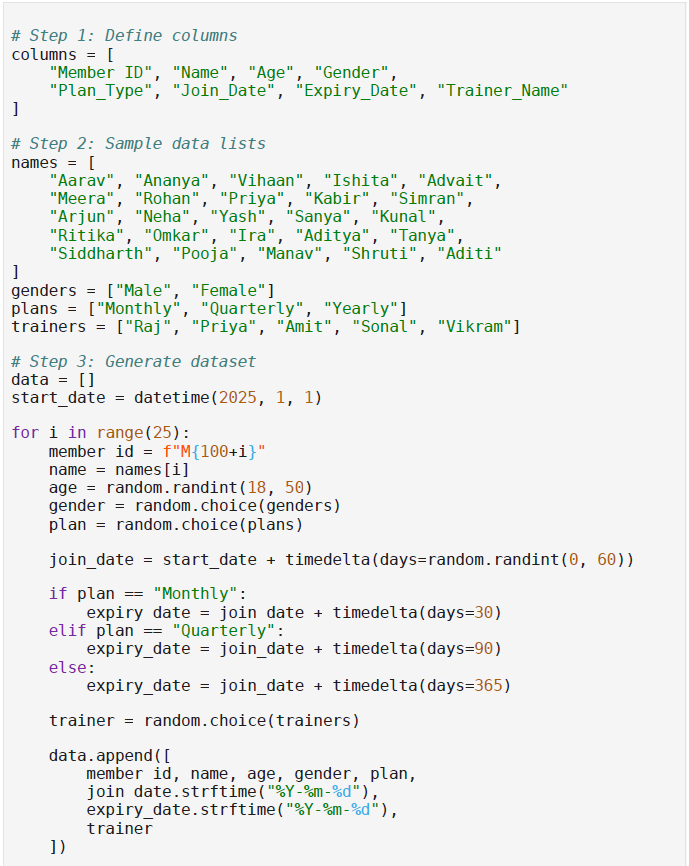 # Step 1: Define columns
columns = [
    "Member ID", "Name", "Age", "Gender",
    "Plan_Type", "Join_Date", "Expiry_Date", "Trainer_Name"
]
# Step 2: Sample data lists
names = [
    "Aarav", "Ananya", "Vihaan", "Ishita", "Advait",
    "Meera", "Rohan", "Priya", "Kabir", "Simran",
    "Arjun", "Neha", "Yash", "Sanya", "Kunal",
    "Ritika", "Omkar", "Ira", "Aditya", "Tanya",
    "Siddharth", "Pooja", "Manav", "Shruti", "Aditi"
]
genders = ["Male", "Female"]
plans = ["Monthly", "Quarterly", "Yearly"]
trainers = ["Raj", "Priya", "Amit", "Sonal", "Vikram"]
# Step 3: Generate dataset
data = []
start_date = datetime(2025, 1, 1)
for i in range(25):
    member id = f"M{100+i}"
    name = names[i]
    age = random.randint(18, 50)
    gender = random.choice(genders)
    plan = random.choice(plans)
    join_date = start_date + timedelta(days=random.randint(0, 60))
    if plan == "Monthly":
        expiry date = join date + timedelta(days=30)
    elif plan == "Quarterly":
        expiry_date = join_date + timedelta(days=90)
    else:
        expiry_date = join_date + timedelta(days=365)
    trainer = random.choice(trainers)
    data.append([
        member id, name, age, gender, plan,
        join date.strftime("%Y-%m-%d"),
        expiry_date.strftime("%Y-%m-%d"),
        trainer
    ])